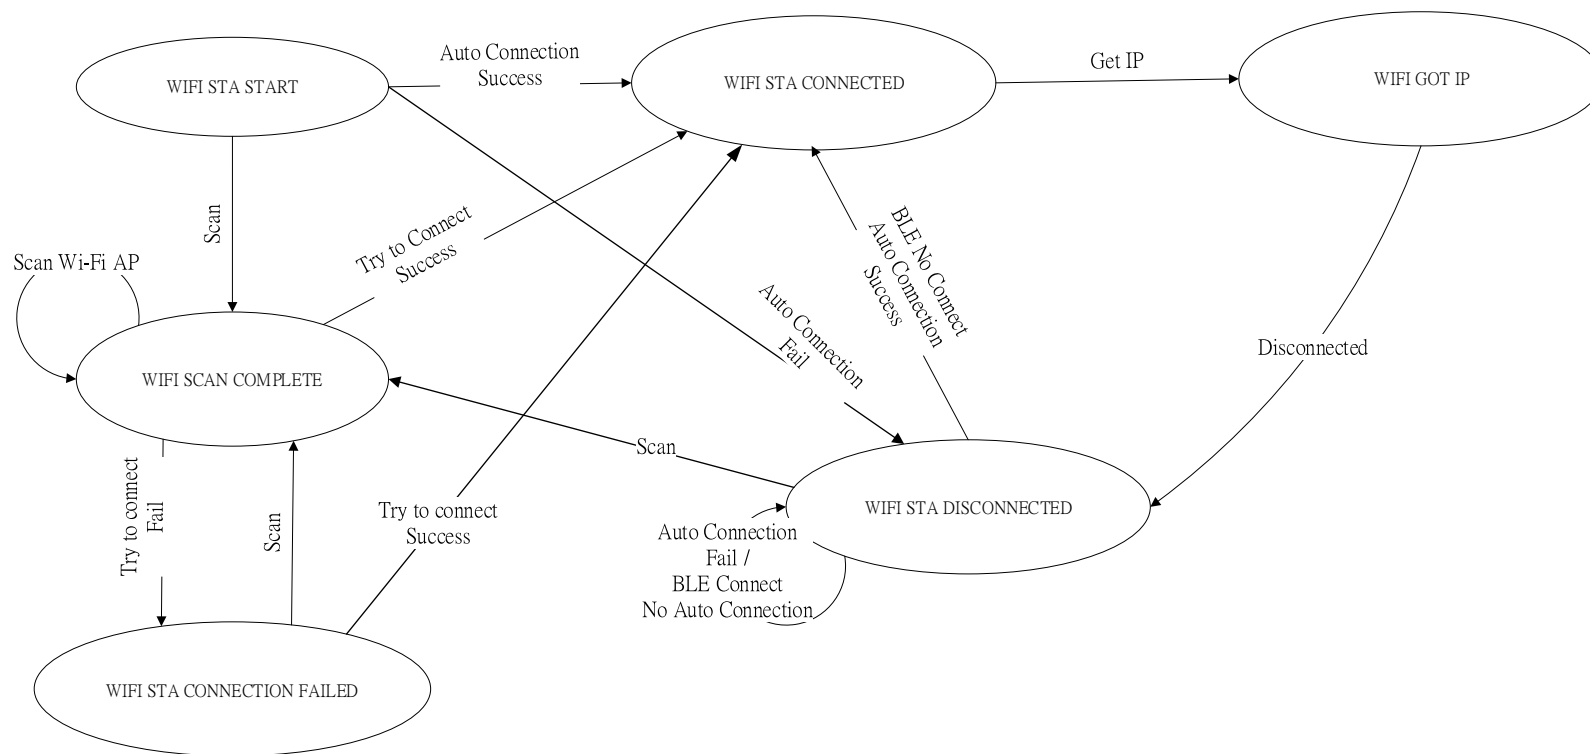 Auto Connection
Success
Get IP
WIFI STA START
WIFI STA CONNECTED
WIFI GOT IP
Scan
Try to Connect
Success
BLE No Connect
Auto Connection
Success
Scan Wi-Fi AP
Auto Connection
Fail
Disconnected
WIFI SCAN COMPLETE
Scan
Try to connect
Fail
Scan
Try to connect
Success
WIFI STA DISCONNECTED
Auto Connection
Fail /
BLE Connect
No Auto Connection
WIFI STA CONNECTION FAILED